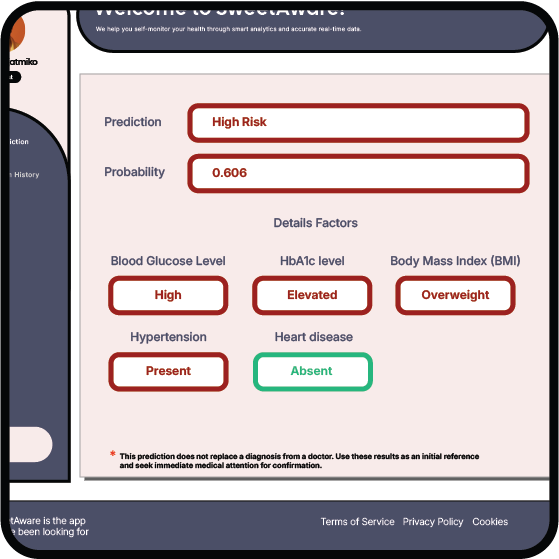 Welcome to SweetAware!
We help you self-monitor your health through smart analytics and accurate real-time data.
Prediction
High Risk
Probability
0.606
Details Factors
Blood Glucose Level
HbA1c level
Body Mass Index (BMI)
High
Elevated
Overweight
Hypertension
Heart disease
Present
Absent
* This prediction does not replace a diagnosis from a doctor. Use these results as an initial reference
and seek immediate medical attention for confirmation.
History
is the app
been looking for
Terms of Service Privacy Policy Cookies